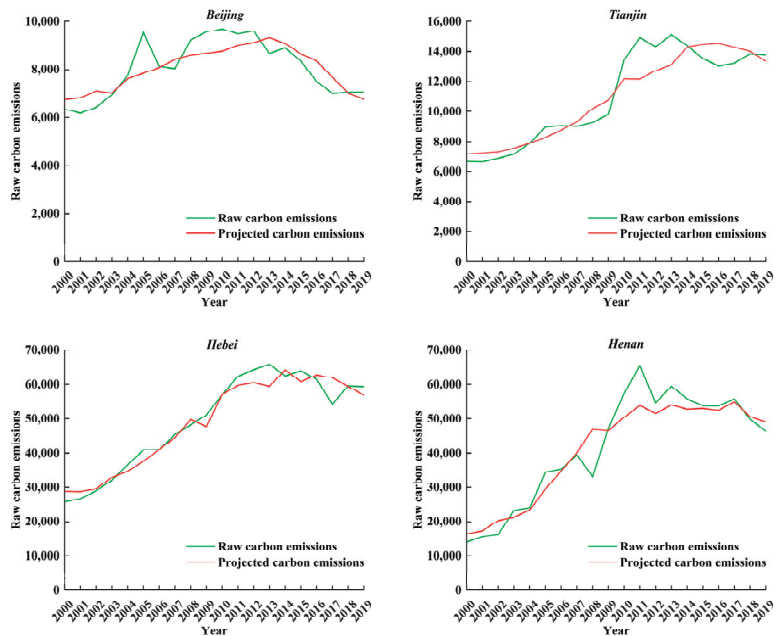 Beijing
10,000
8,000
6,000
4,000
2,000
0
Raw carbon emissions
Raw carbon emissions
Projected carbon emissions
2000 2001 2002 2003 2004 2005 2006 2007 2008 2009 2010 2011 2012 2013 2014 2015 2016 2017 2018 2019
Year
Tianjin
16,000
14,000
12,000
10,000
8,000
6,000
4,000
2,000
0
Raw carbon emissions
Raw carbon emissions
Projected carbon emissions
2000 2001 2002 2003 2004 2005 2006 2007 2008 2009 2010 2011 2012 2013 2014 2015 2016 2017 2018 2019
Year
IIebei
70,000
60,000
50,000
40,000
30,000
20,000
10,000
0
Raw carbon emissions
Raw carbon emissions
Projected carbon emissions
2000 2001 2002 2003 2004 2005 2006 2007 2008 2009 2010 2011 2012 2013 2014 2015 2016 2017 2018 2019
Year
Henan
70,000
60,000
50,000
40,000
30,000
20,000
10,000
0
Raw carbon emissions
Raw carbon emissions
Projected carbon emissions
2000 2001 2002 2003 2004 2005 2006 2007 2008 2009 2010 2011 2012 2013 2014 2015 2016 2017 2018 2019
Year